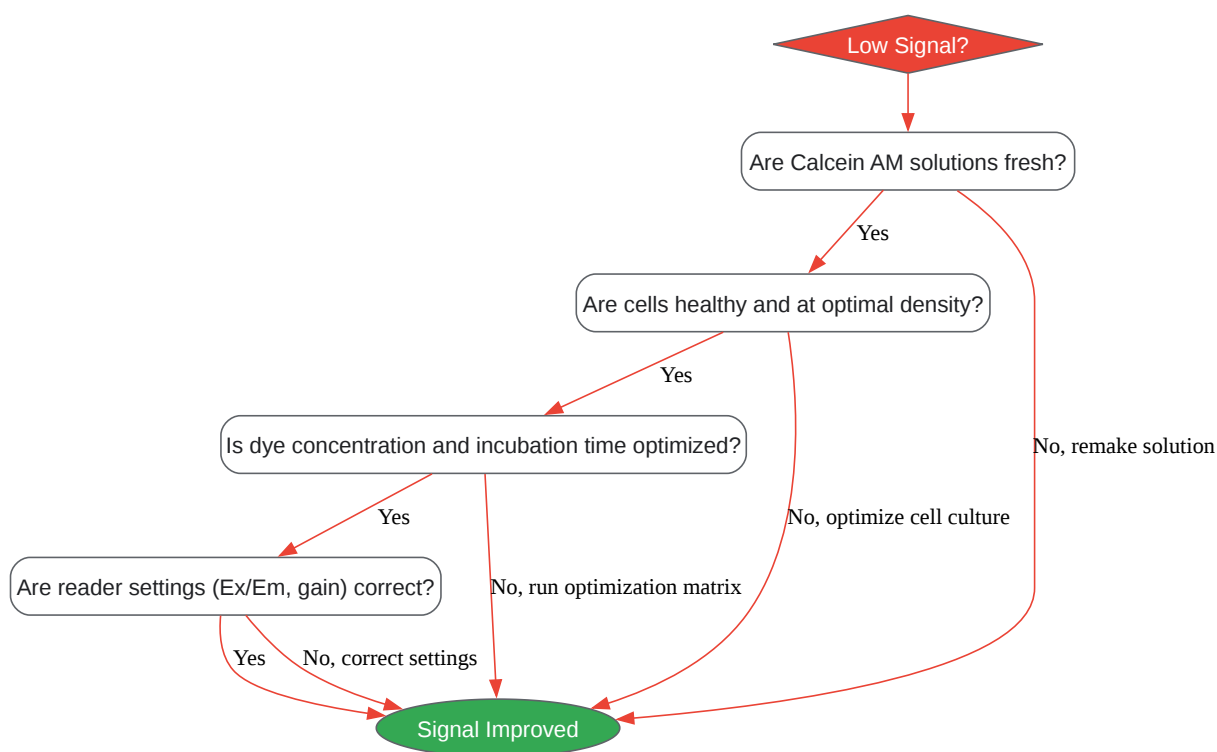 Low Signal?
Are Calcein AM solutions fresh?
Yes
Are cells healthy and at optimal density?
Yes
Is dye concentration and incubation time optimized?
No, remake solution
Yes
No, optimize cell culture
Are reader settings (Ex/Em, gain) correct?
No, run optimization matrix
Yes
No, correct settings
Signal Improved